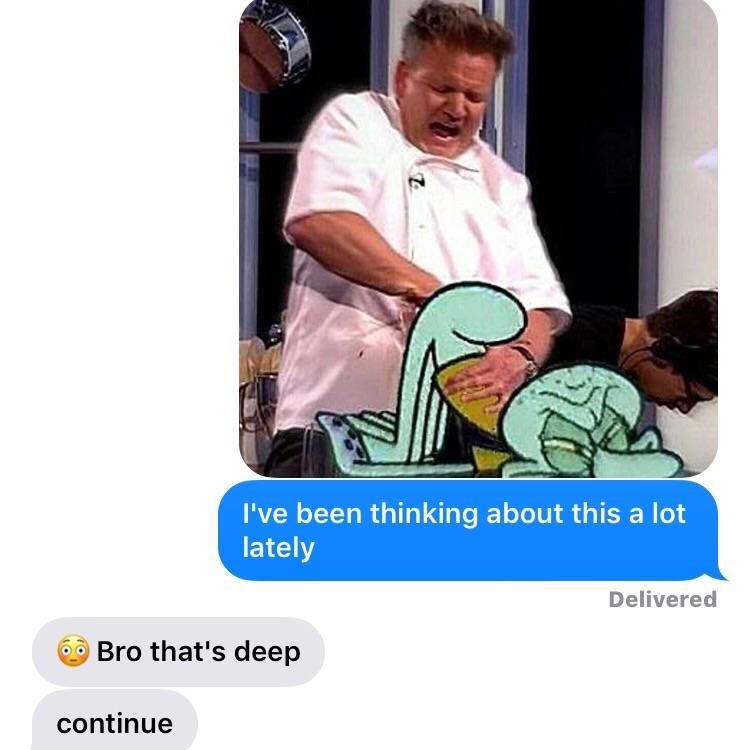 I've been thinking about this a lot
lately
Delivered
😳 Bro that's deep
continue